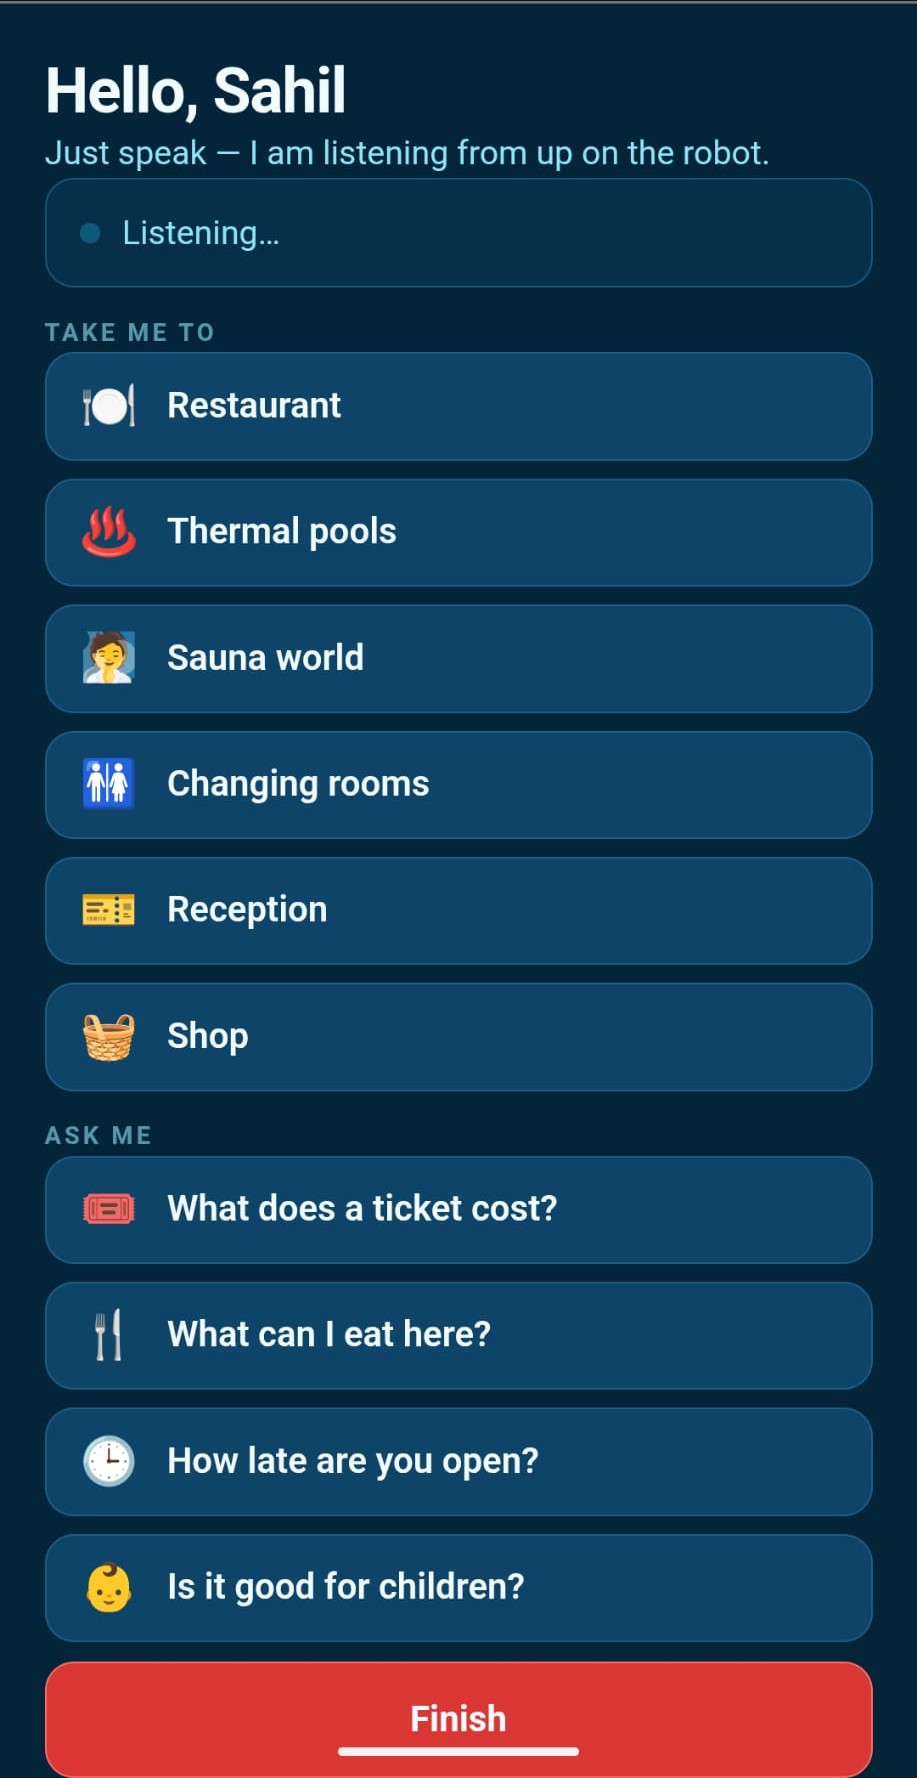 Hello, Sahil
Just speak — I am listening from up on the robot.
Listening...
TAKE ME TO
Restaurant
Thermal pools
Sauna world
Changing rooms
Reception
Shop
ASK ME
What does a ticket cost?
What can I eat here?
How late are you open?
Is it good for children?
Finish